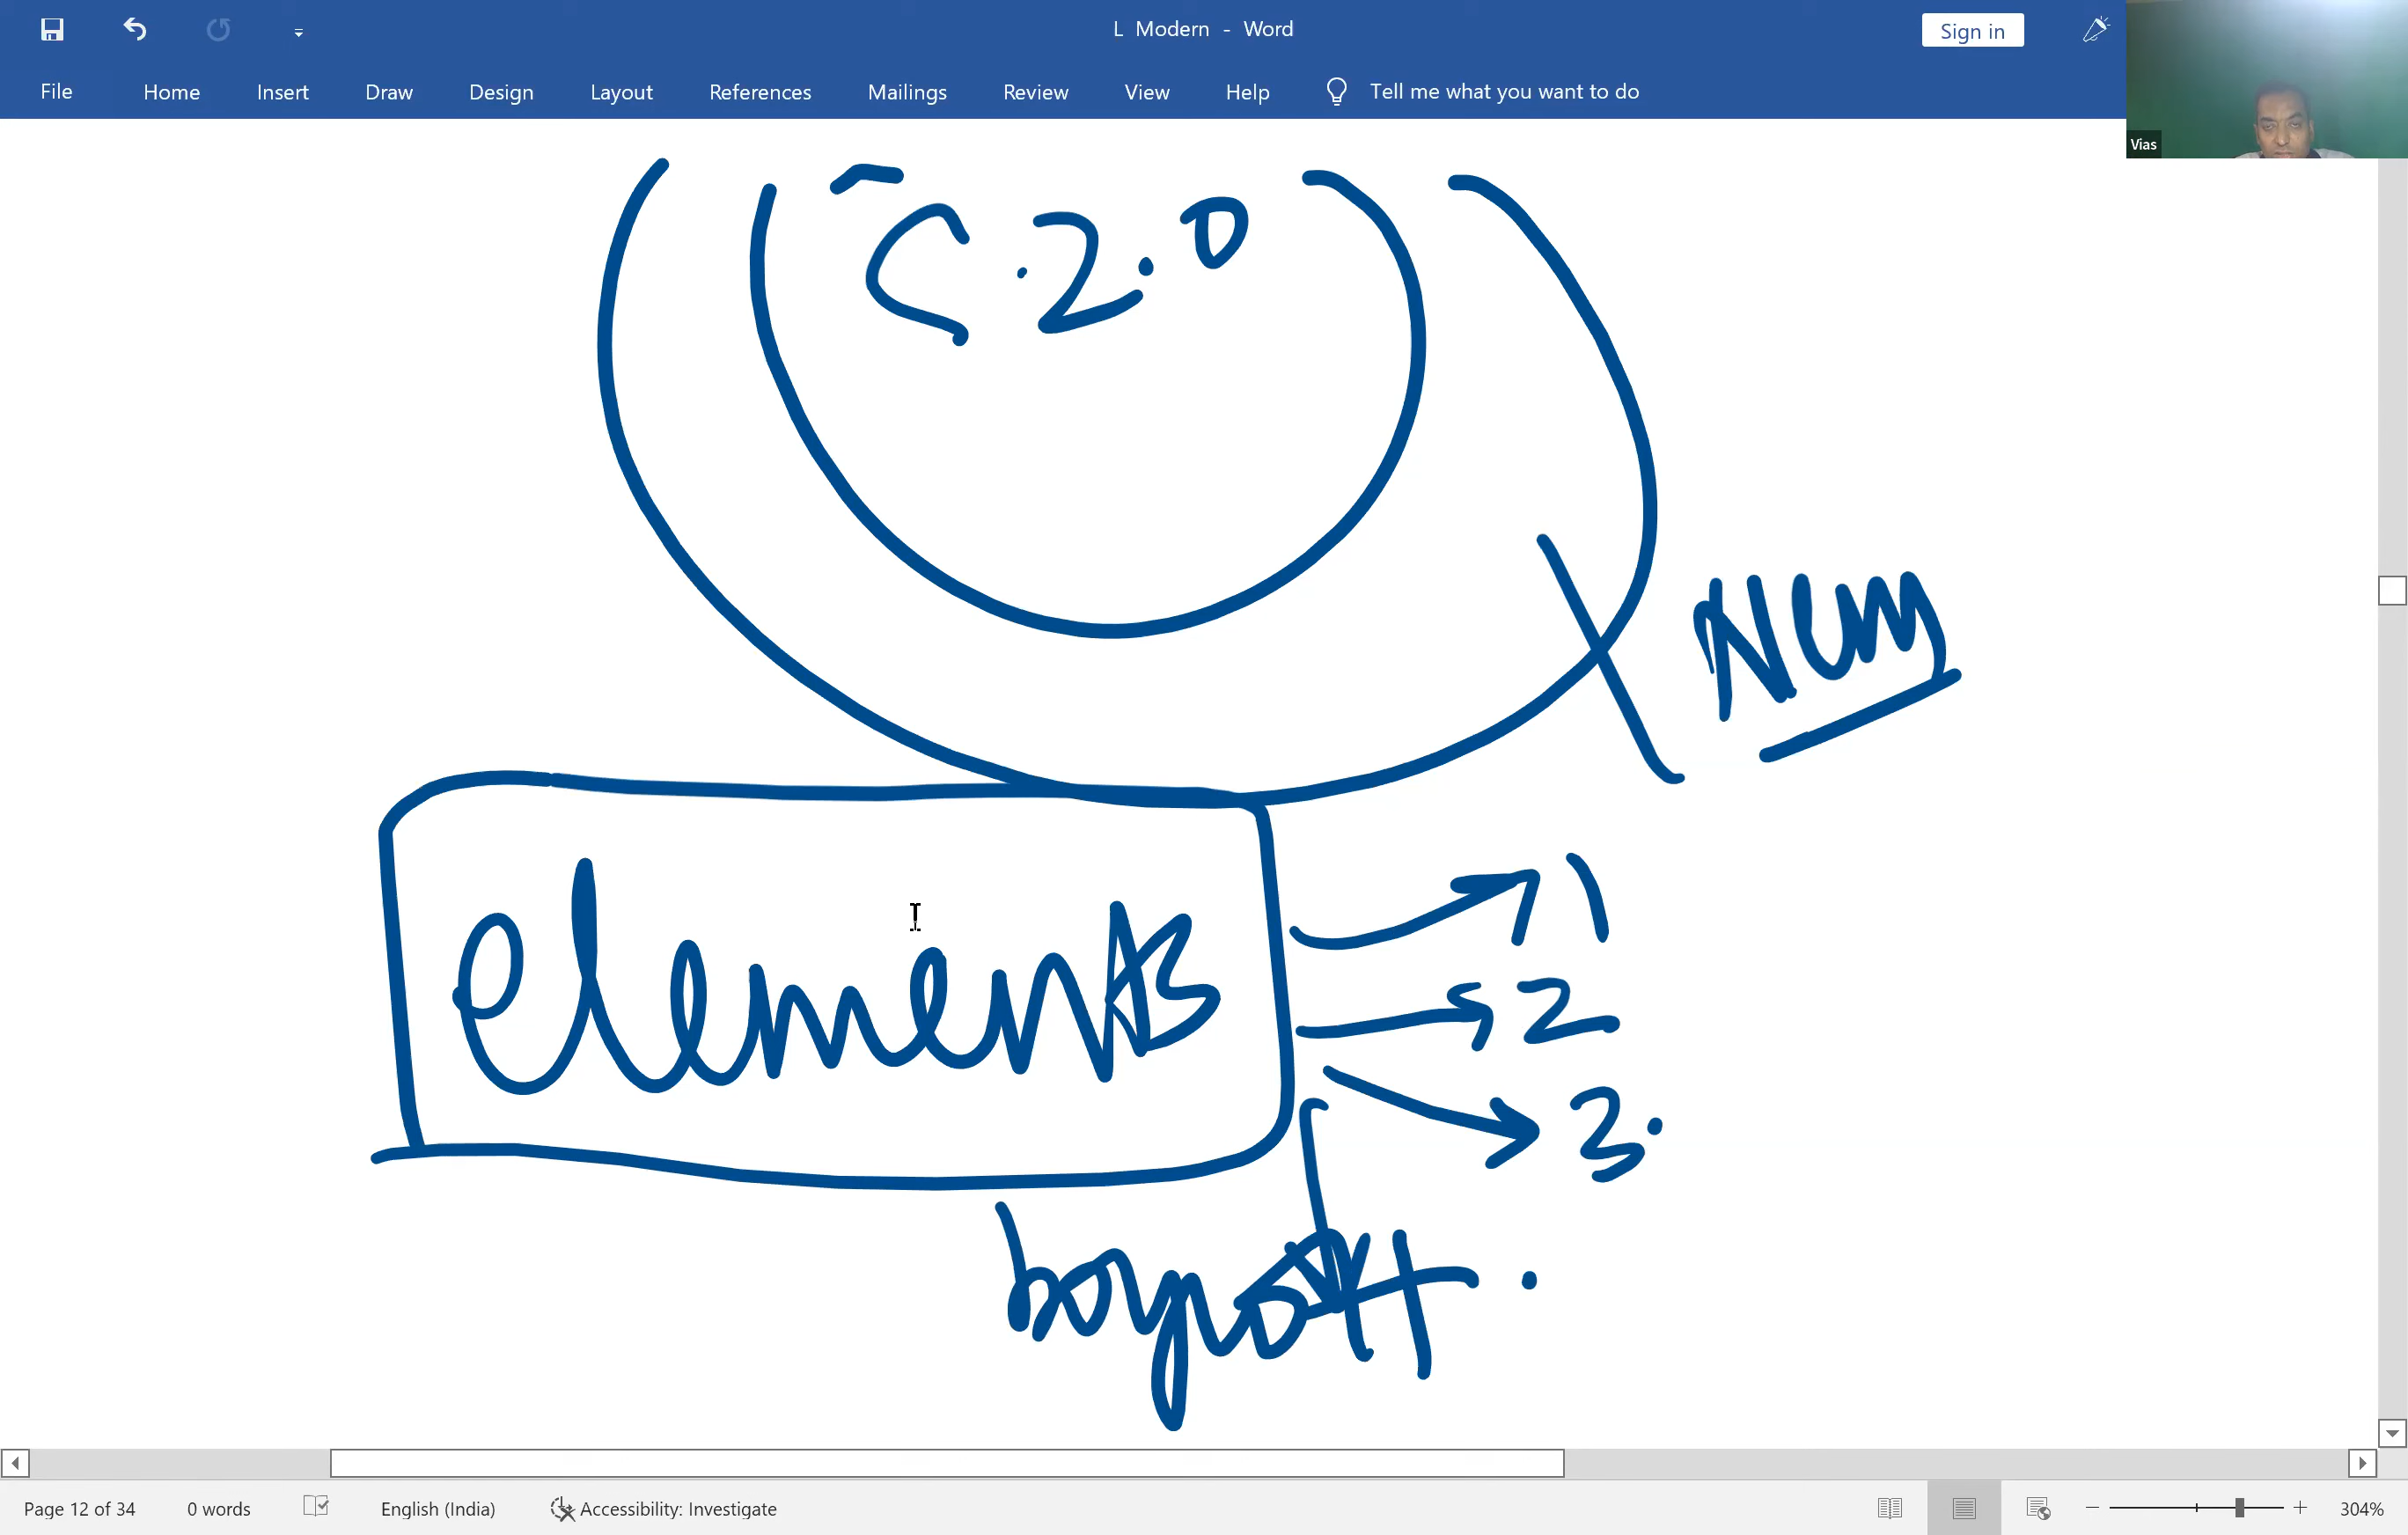 L Modern - Word
Sign in
File Home Insert Draw Design Layout References Mailings Review View Help Tell me what you want to do
Vias
C.2.0
NCM
elements
1
2
3.
boycott.
Page 12 of 34 0 words English (India) Accessibility: Investigate 304%